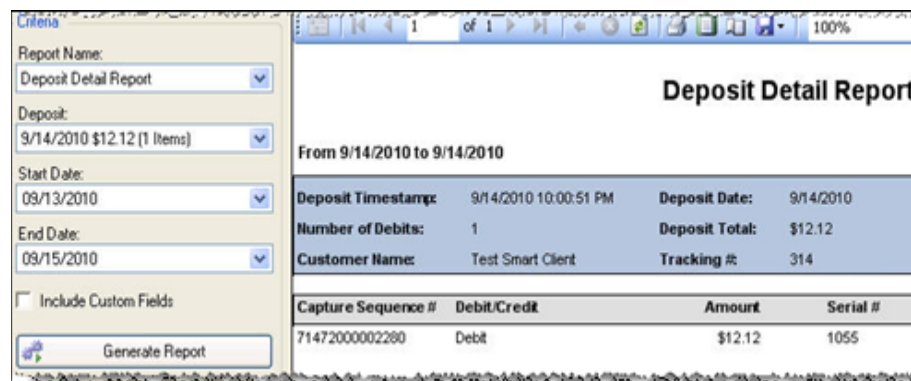 Criteria
Report Name:
Deposit Detail Report
Deposit:
9/14/2010 $12.12 (1 Items)
Start Date:
09/13/2010
End Date:
09/15/2010
Include Custom Fields
Generate Report
1 of 1 100%
Deposit Detail Report
From 9/14/2010 to 9/14/2010
Deposit Timestamp: 9/14/2010 10:00:51 PM Deposit Date: 9/14/2010
Number of Debits: 1 Deposit Total: $12.12
Customer Name: Test Smart Client Tracking #: 314
Capture Sequence # Debit/Credit Amount Serial #
71472000002280 Debit $12.12 1055